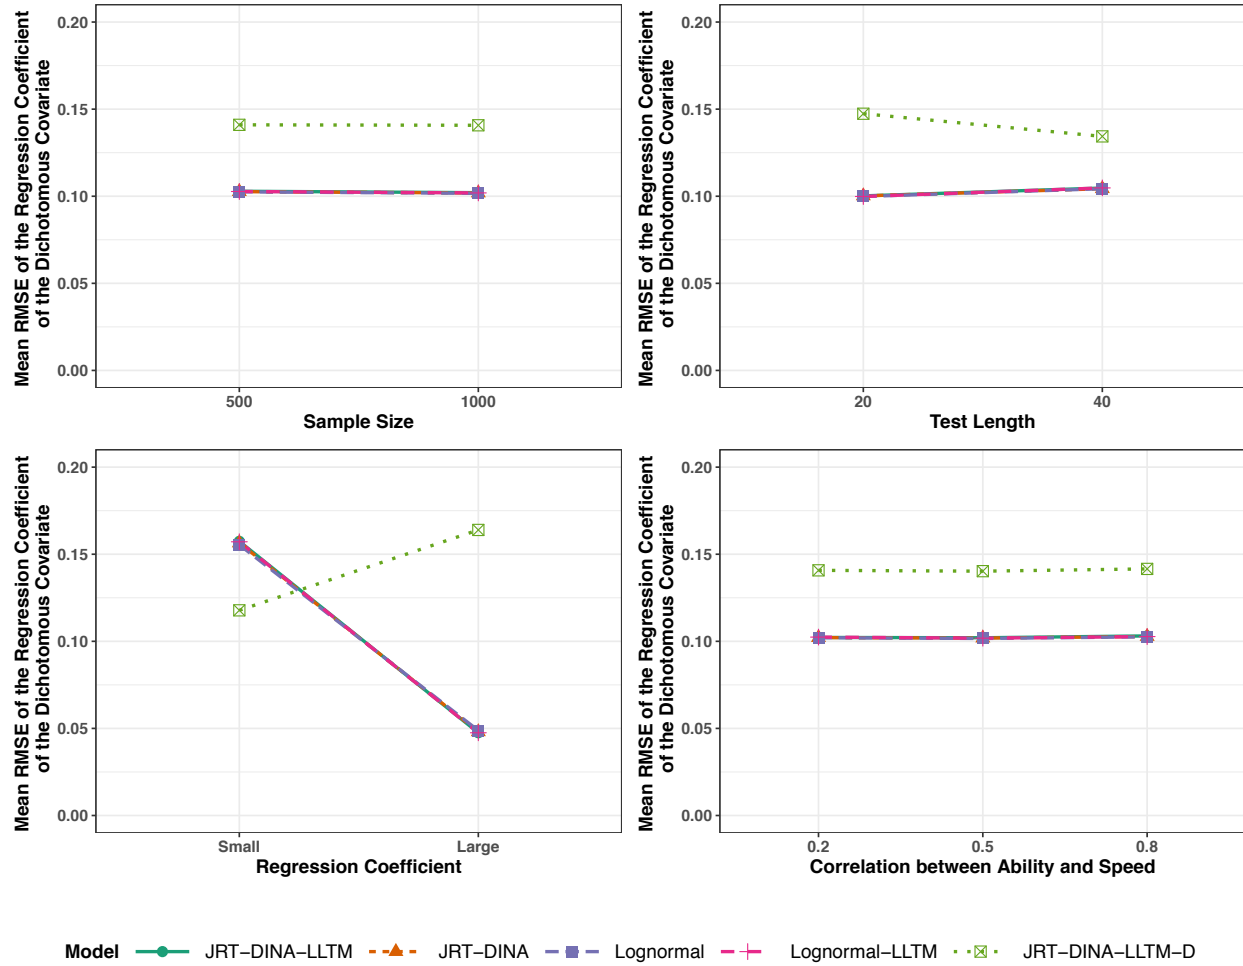 Mean RMSE of the Regression Coefficient
of the Dichotomous Covariate
0.20
0.15
0.10
0.05
0.00
500
1000
Sample Size
Mean RMSE of the Regression Coefficient
of the Dichotomous Covariate
0.20
0.15
0.10
0.05
0.00
20
40
Test Length
Mean RMSE of the Regression Coefficient
of the Dichotomous Covariate
0.20
0.15
0.10
0.05
0.00
Small
Large
Regression Coefficient
Mean RMSE of the Regression Coefficient
of the Dichotomous Covariate
0.20
0.15
0.10
0.05
0.00
0.2
0.5
0.8
Correlation between Ability and Speed
Model JRT−DINA−LLTM JRT−DINA Lognormal Lognormal−LLTM JRT−DINA−LLTM−D